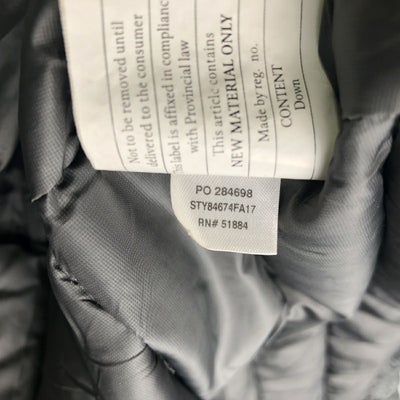 Not to be removed until
delivered to the consumer
this label is affixed in compliance
with Provincial law
This article contains
NEW MATERIAL ONLY
Made by reg. no.
CONTENT
Down
PO 284698
STY84674FA17
RN# 51884